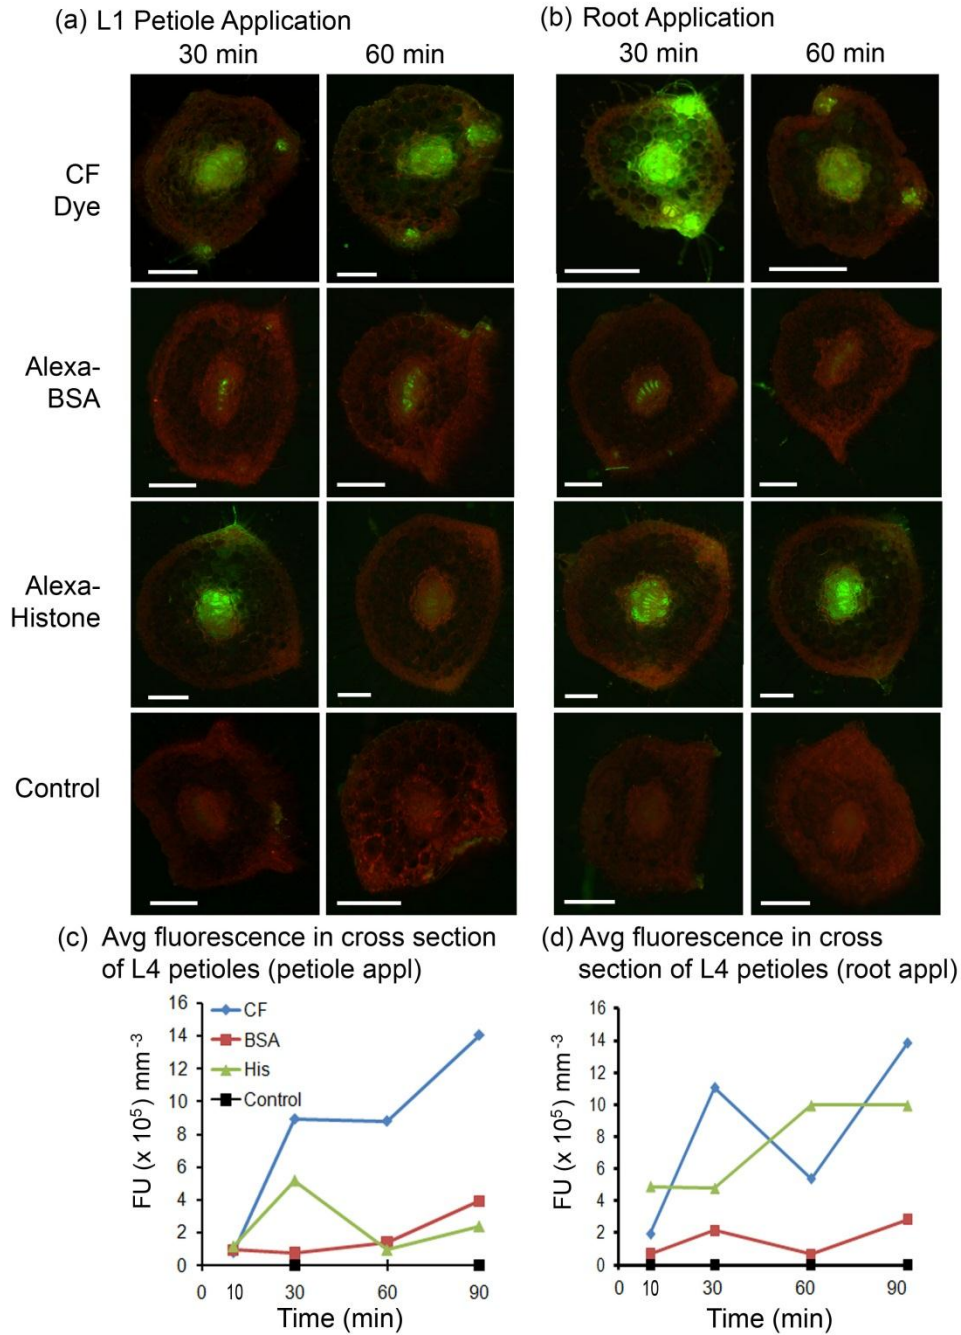 (a) L1 Petiole Application
30 min 60 min
(b) Root Application
30 min 60 min
CF
Dye
Alexa-
BSA
Alexa-
Histone
Control
(c) Avg fluorescence in cross section
of L4 petioles (petiole appl)
16
14
12
10
8
6
4
2
0
FU (x 10⁵) mm⁻³
CF
BSA
His
Control
0 10 30 60 90
Time (min)
(d) Avg fluorescence in cross
section of L4 petioles (root appl)
16
14
12
10
8
6
4
2
0
FU (x 10⁵) mm⁻³
0 10 30 60 90
Time (min)